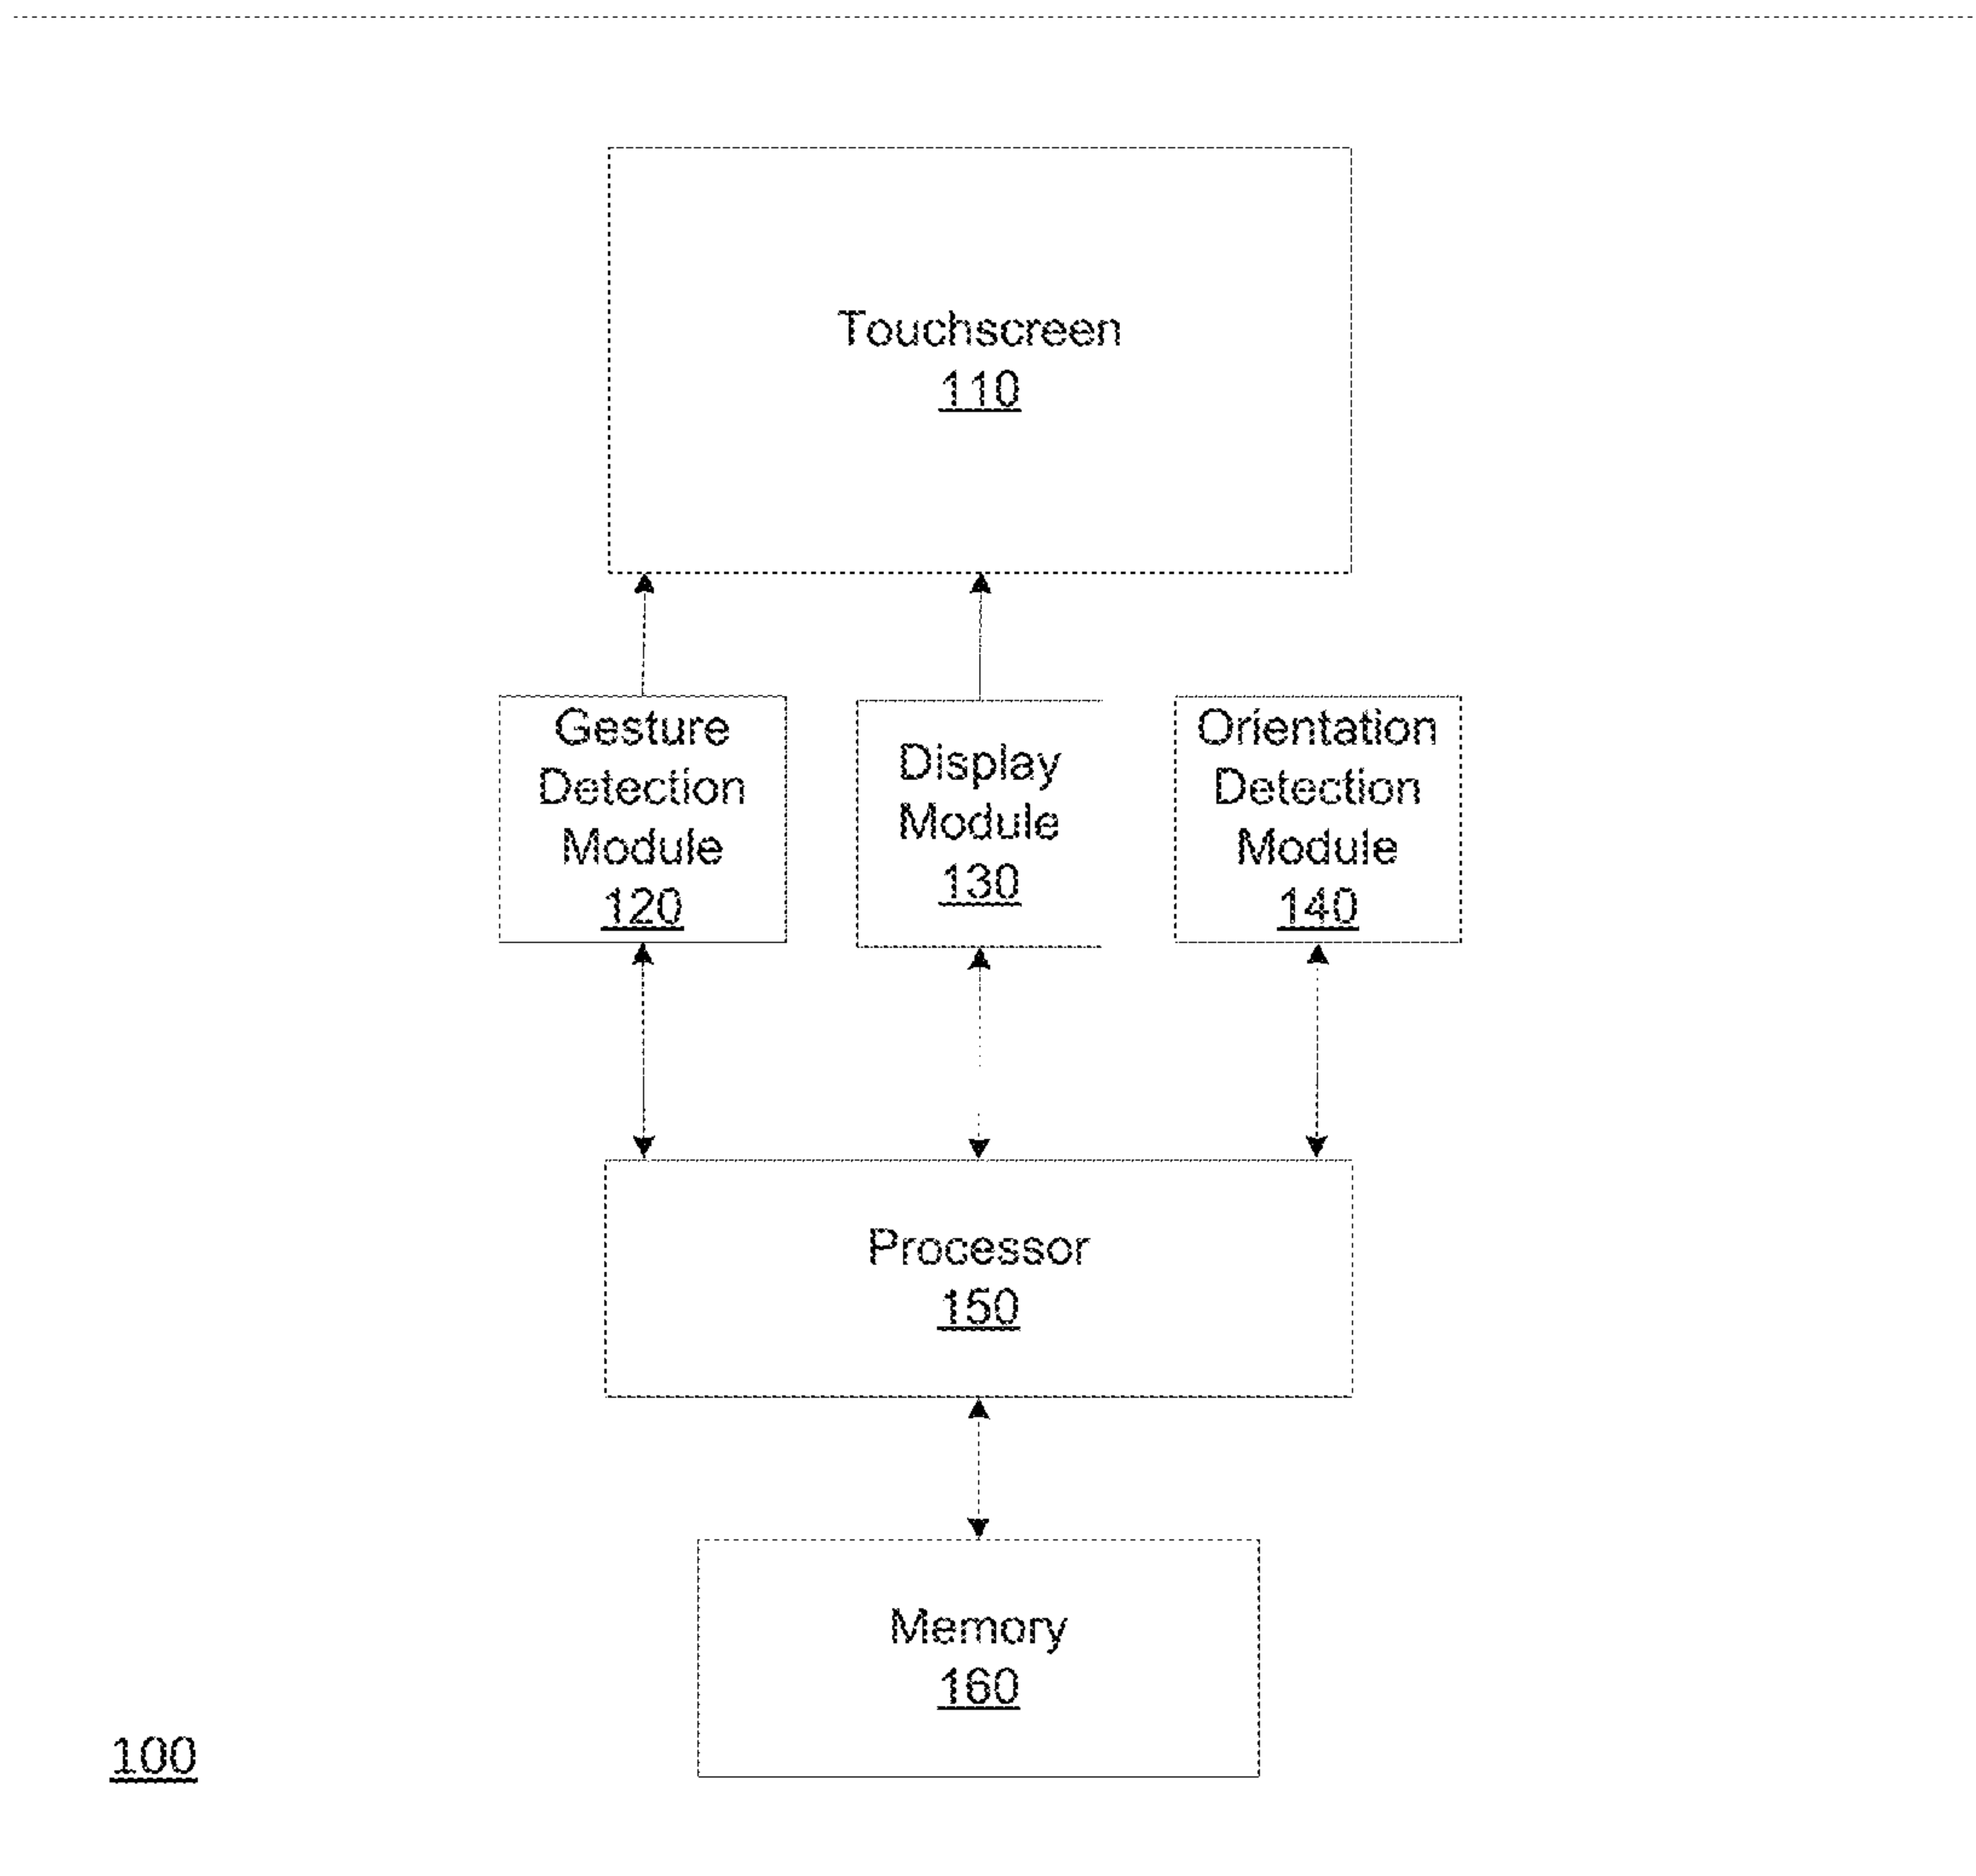 Touchscreen
110
Gesture
Detection
Module
120
Display
Module
130
Orientation
Detection
Module
140
Processor
150
Memory
160
100